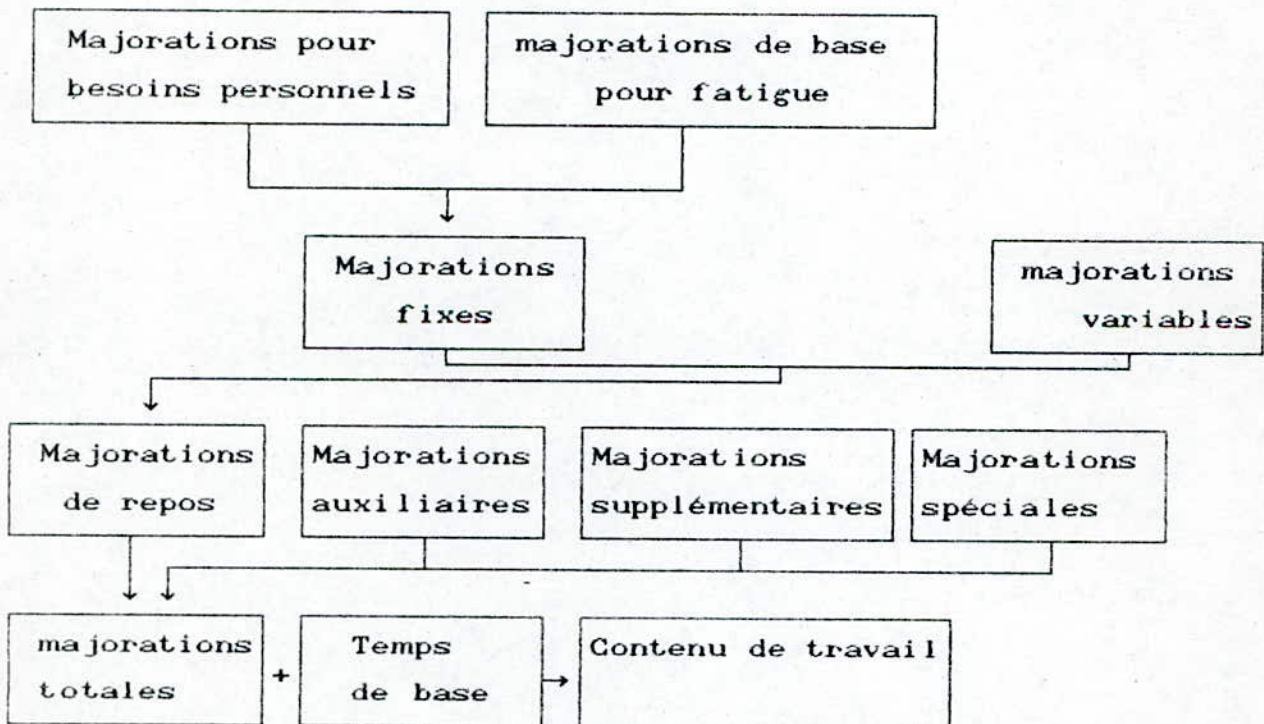 Majorations pour
besoins personnels
majorations de base
pour fatigue
Majorations
fixes
majorations
variables
Majorations
de repos
Majorations
auxiliaires
Majorations
supplémentaires
Majorations
spéciales
majorations
totales
+
Temps
de base
Contenu de travail